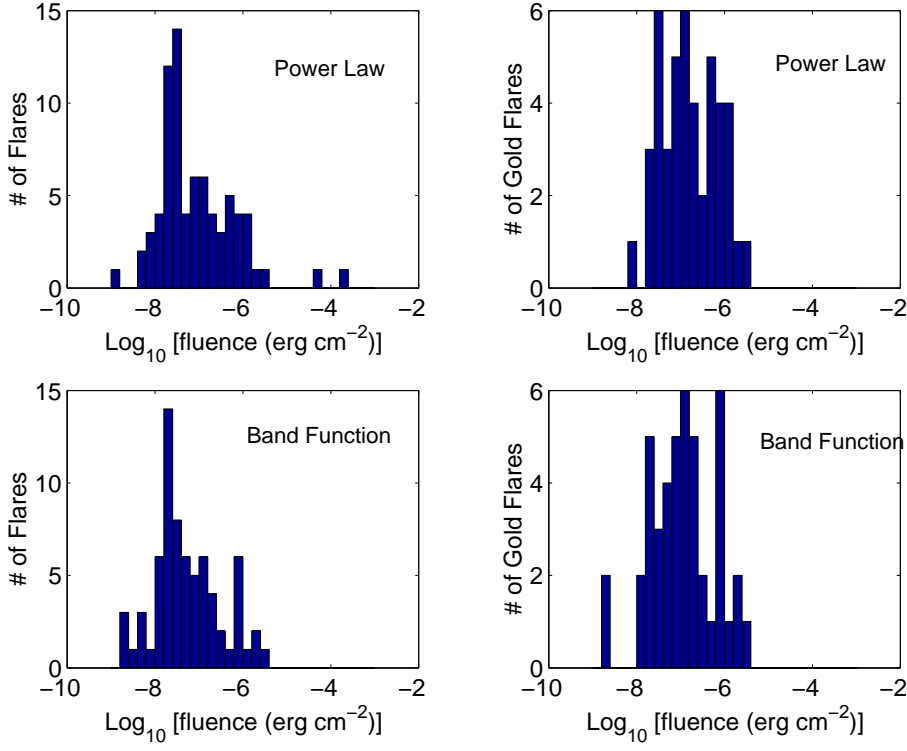 15
10
5
0
# of Flares
Power Law
−10 −8 −6 −4 −2
Log10 [fluence (erg cm−2)]
6
4
2
0
# of Gold Flares
Power Law
−10 −8 −6 −4 −2
Log10 [fluence (erg cm−2)]
15
10
5
0
# of Flares
Band Function
−10 −8 −6 −4 −2
Log10 [fluence (erg cm−2)]
6
4
2
0
# of Gold Flares
Band Function
−10 −8 −6 −4 −2
Log10 [fluence (erg cm−2)]